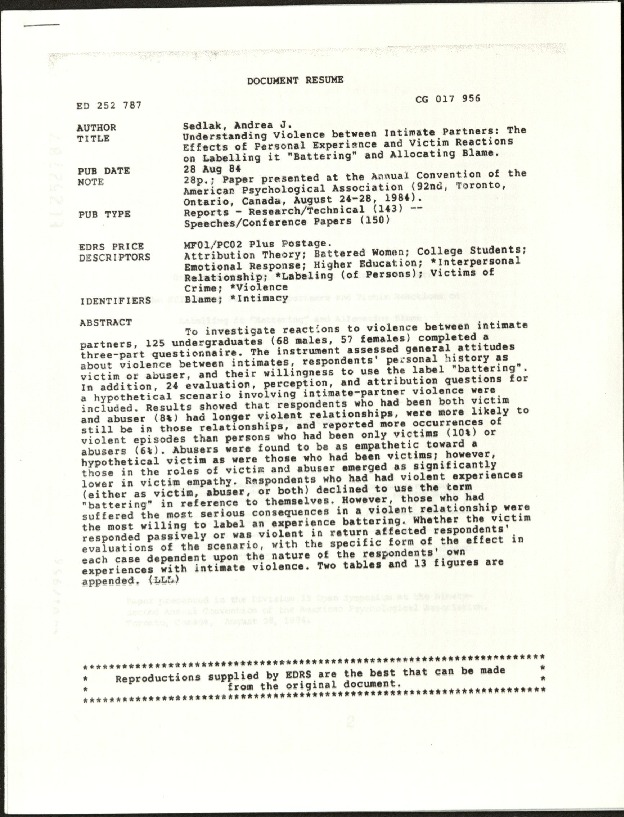 DOCUMENT RESUME
ED 252 787
CG 017 956
AUTHOR Sedlak, Andrea J.
TITLE Understanding Violence between Intimate Partners: The
Effects of Personal Experience and Victim Reactions
on Labelling it "Battering" and Allocating Blame.
PUB DATE 28 Aug 84
NOTE 28p.; Paper presented at the Annual Convention of the
American Psychological Association (92nd, Toronto,
Ontario, Canada, August 24-28, 1984).
PUB TYPE Reports - Research/Technical (143) --
Speeches/Conference Papers (150)
EDRS PRICE MF01/PC02 Plus Postage.
DESCRIPTORS Attribution Theory; Battered Women; College Students;
Emotional Response; Higher Education; *Interpersonal
Relationship; *Labeling (of Persons); Victims of
Crime; *Violence
IDENTIFIERS Blame; *Intimacy
ABSTRACT
To investigate reactions to violence between intimate
partners, 125 undergraduates (68 males, 57 females) completed a
three-part questionnaire. The instrument assessed general attitudes
about violence between intimates, respondents' personal history as
victim or abuser, and their willingness to use the label "battering".
In addition, 24 evaluation, perception, and attribution questions for
a hypothetical scenario involving intimate-partner violence were
included. Results showed that respondents who had been both victim
and abuser (8%) had longer violent relationships, were more likely to
still be in those relationships, and reported more occurrences of
violent episodes than persons who had been only victims (10%) or
abusers (6%). Abusers were found to be as empathetic toward a
hypothetical victim as were those who had been victims; however,
those in the roles of victim and abuser emerged as significantly
lower in victim empathy. Respondents who had had violent experiences
(either as victim, abuser, or both) declined to use the term
"battering" in reference to themselves. However, those who had
suffered the most serious consequences in a violent relationship were
the most willing to label an experience battering. Whether the victim
responded passively or was violent in return affected respondents'
evaluations of the scenario, with the specific form of the effect in
each case dependent upon the nature of the respondents' own
experiences with intimate violence. Two tables and 13 figures are
appended. (LLL)
***********************************************************************
* Reproductions supplied by EDRS are the best that can be made *
* from the original document. *
***********************************************************************